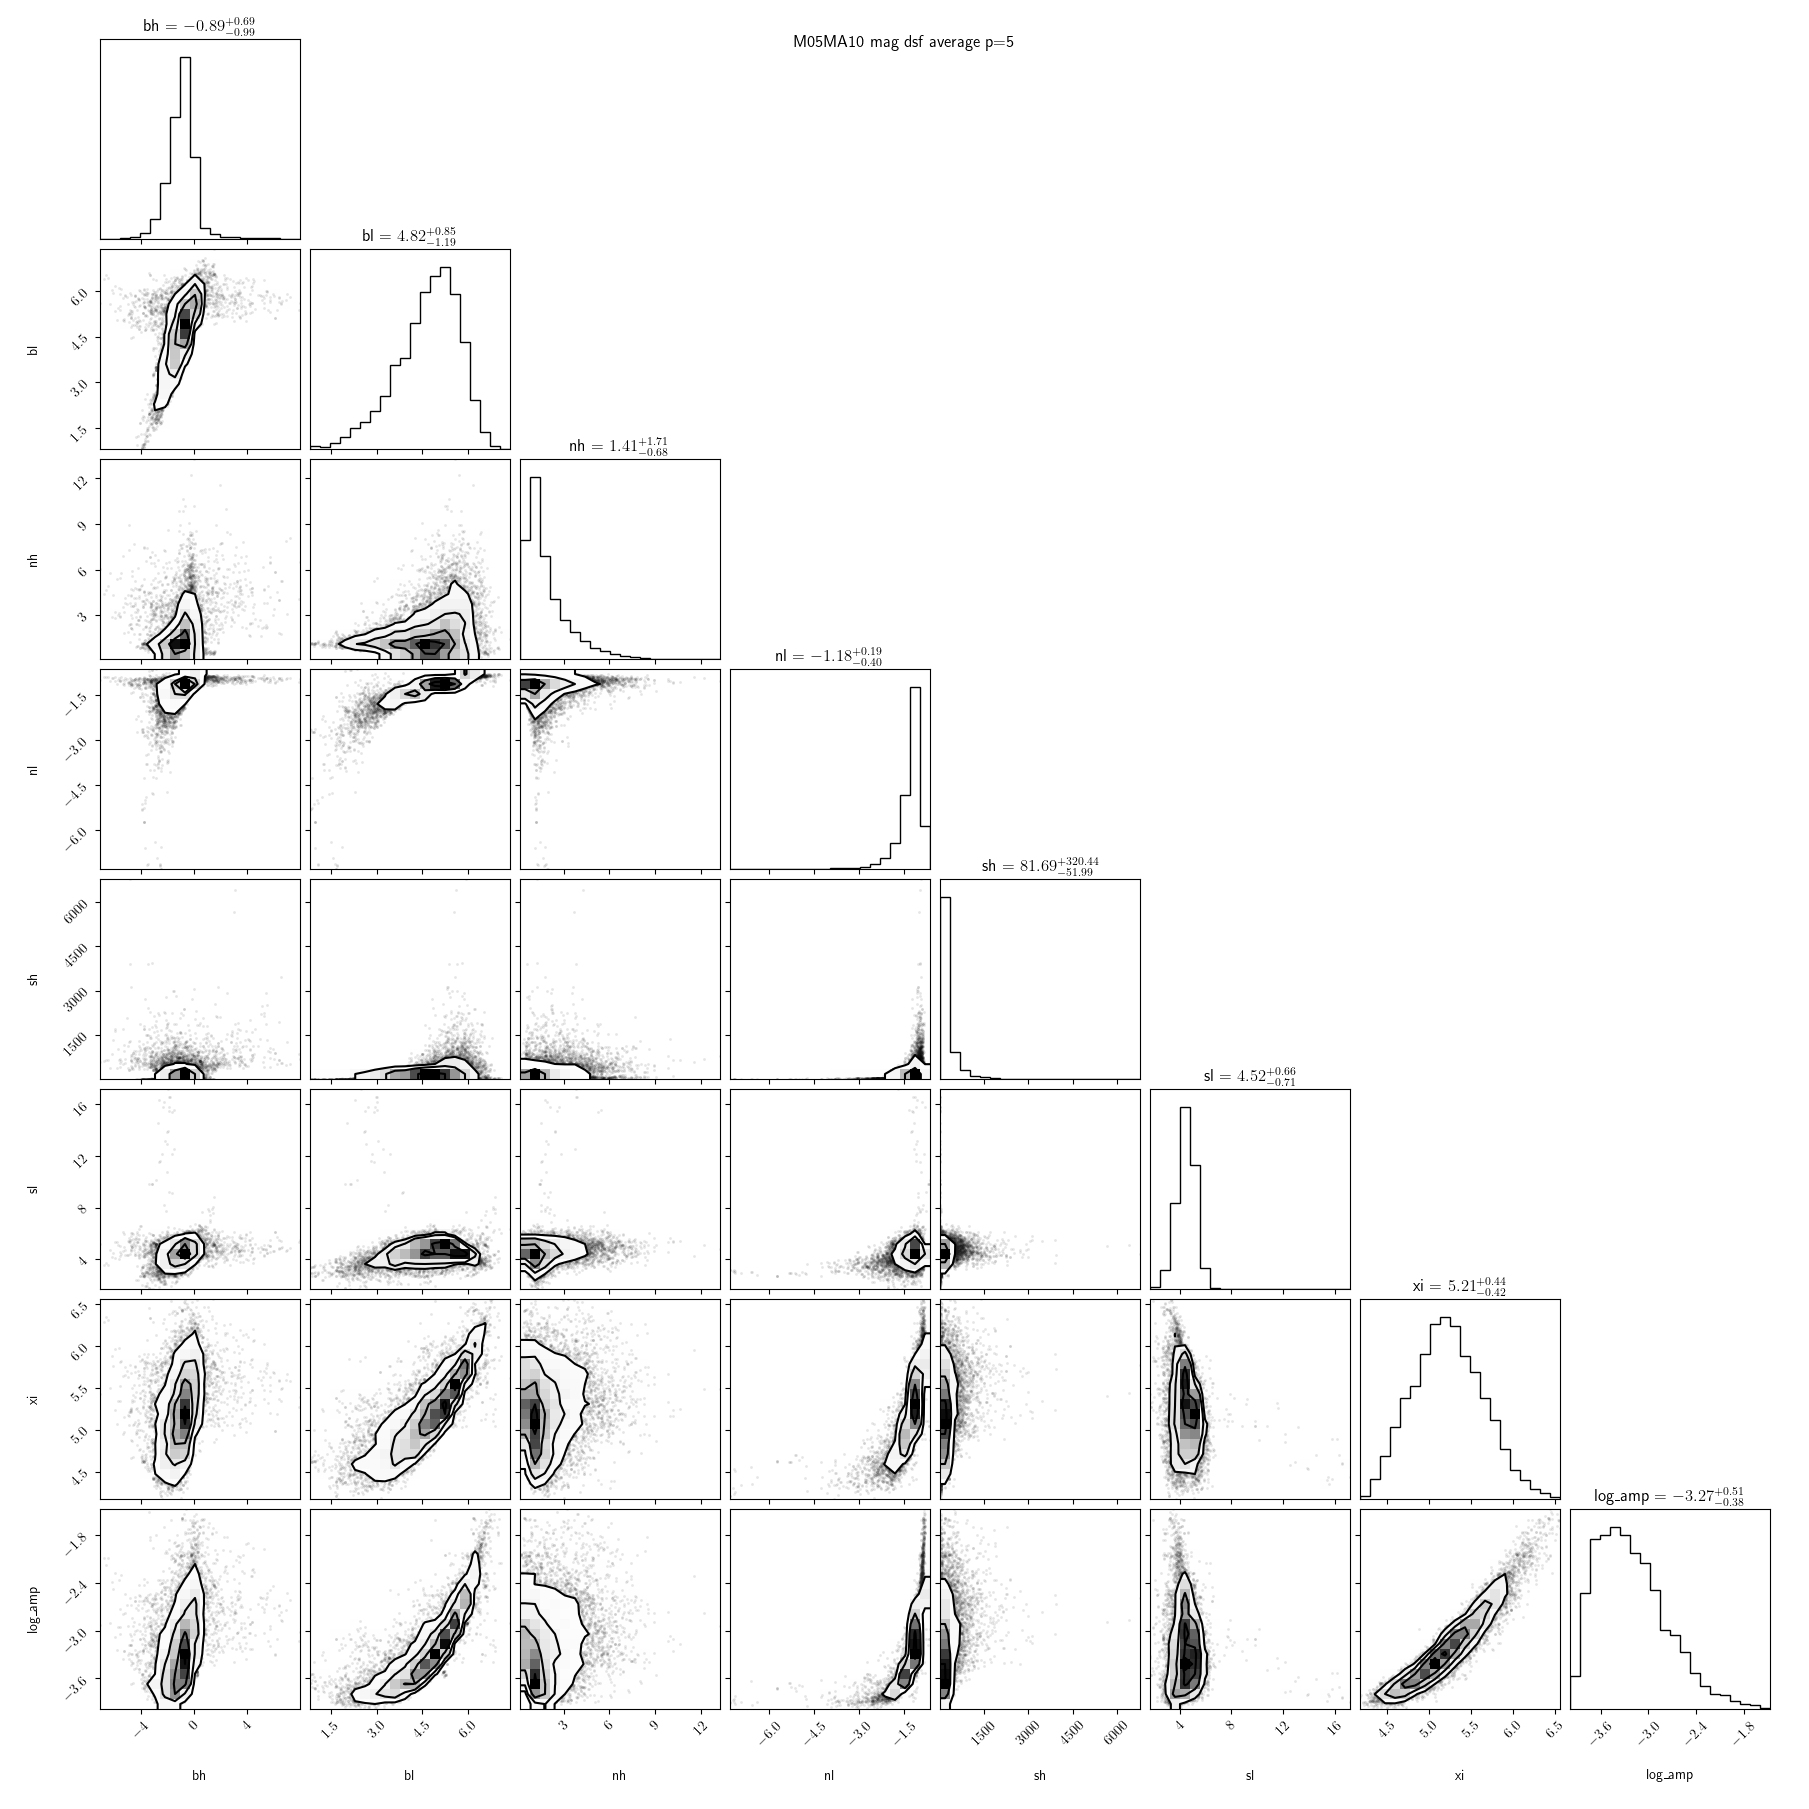 bh = −0.89 +0.69 −0.99
M05MA10 mag dsf average p=5
bl = 4.82 +0.85 −1.19
6.0
4.5
3.0
1.5
bl
nh = 1.41 +1.71 −0.68
12
9
6
3
nh
nl = −1.18 +0.19 −0.40
−1.5
−3.0
−4.5
−6.0
nl
sh = 81.69 +320.44 −51.99
6000
4500
3000
1500
sh
sl = 4.52 +0.66 −0.71
16
12
8
4
sl
xi = 5.21 +0.44 −0.42
6.5
6.0
5.5
5.0
4.5
xi
log_amp = −3.27 +0.51 −0.38
−1.8
−2.4
−3.0
−3.6
log_amp
−4 0 4
1.5 3.0 4.5 6.0
3 6 9 12
−6.0 −4.5 −3.0 −1.5
1500 3000 4500 6000
4 8 12 16
4.5 5.0 5.5 6.0 6.5
−3.6 −3.0 −2.4 −1.8
bh bl nh nl sh sl xi log_amp